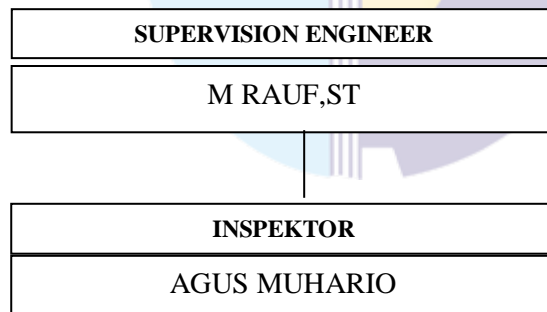 SUPERVISION ENGINEER
M RAUF,ST
INSPEKTOR
AGUS MUHARIO